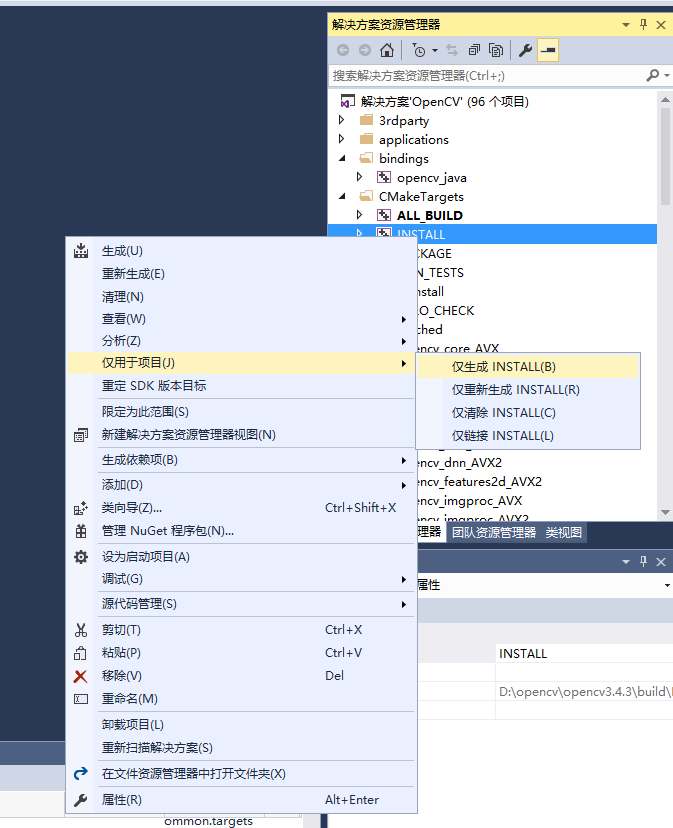 解决方案资源管理器
搜索解决方案资源管理器(Ctrl+;)
解决方案'OpenCV' (96 个项目)
3rdparty
applications
bindings
opencv_java
CMakeTargets
ALL_BUILD
INSTALL
生成(U)
重新生成(E)
清理(N)
查看(W)
分析(Z)
仅用于项目(J)
重定 SDK 版本目标
限定为此范围(S)
新建解决方案资源管理器视图(N)
生成依赖项(B)
添加(D)
类向导(Z)... Ctrl+Shift+X
管理 NuGet 程序包(N)...
设为启动项目(A)
调试(G)
源代码管理(S)
剪切(T) Ctrl+X
粘贴(P) Ctrl+V
移除(V) Del
重命名(M)
卸载项目(L)
重新扫描解决方案(S)
在文件资源管理器中打开文件夹(X)
属性(R) Alt+Enter
CKAGE
N_TESTS
nstall
O_CHECK
ched
encv_core_AVX
仅生成 INSTALL(B)
仅重新生成 INSTALL(R)
仅清除 INSTALL(C)
仅链接 INSTALL(L)
encv_dnn_AVX2
encv_features2d_AVX2
encv_imgproc_AVX
encv_imgproc_AVX2
理器 团队资源管理器 类视图
属性
INSTALL
D:\opencv\opencv3.4.3\build\
ommon.targets